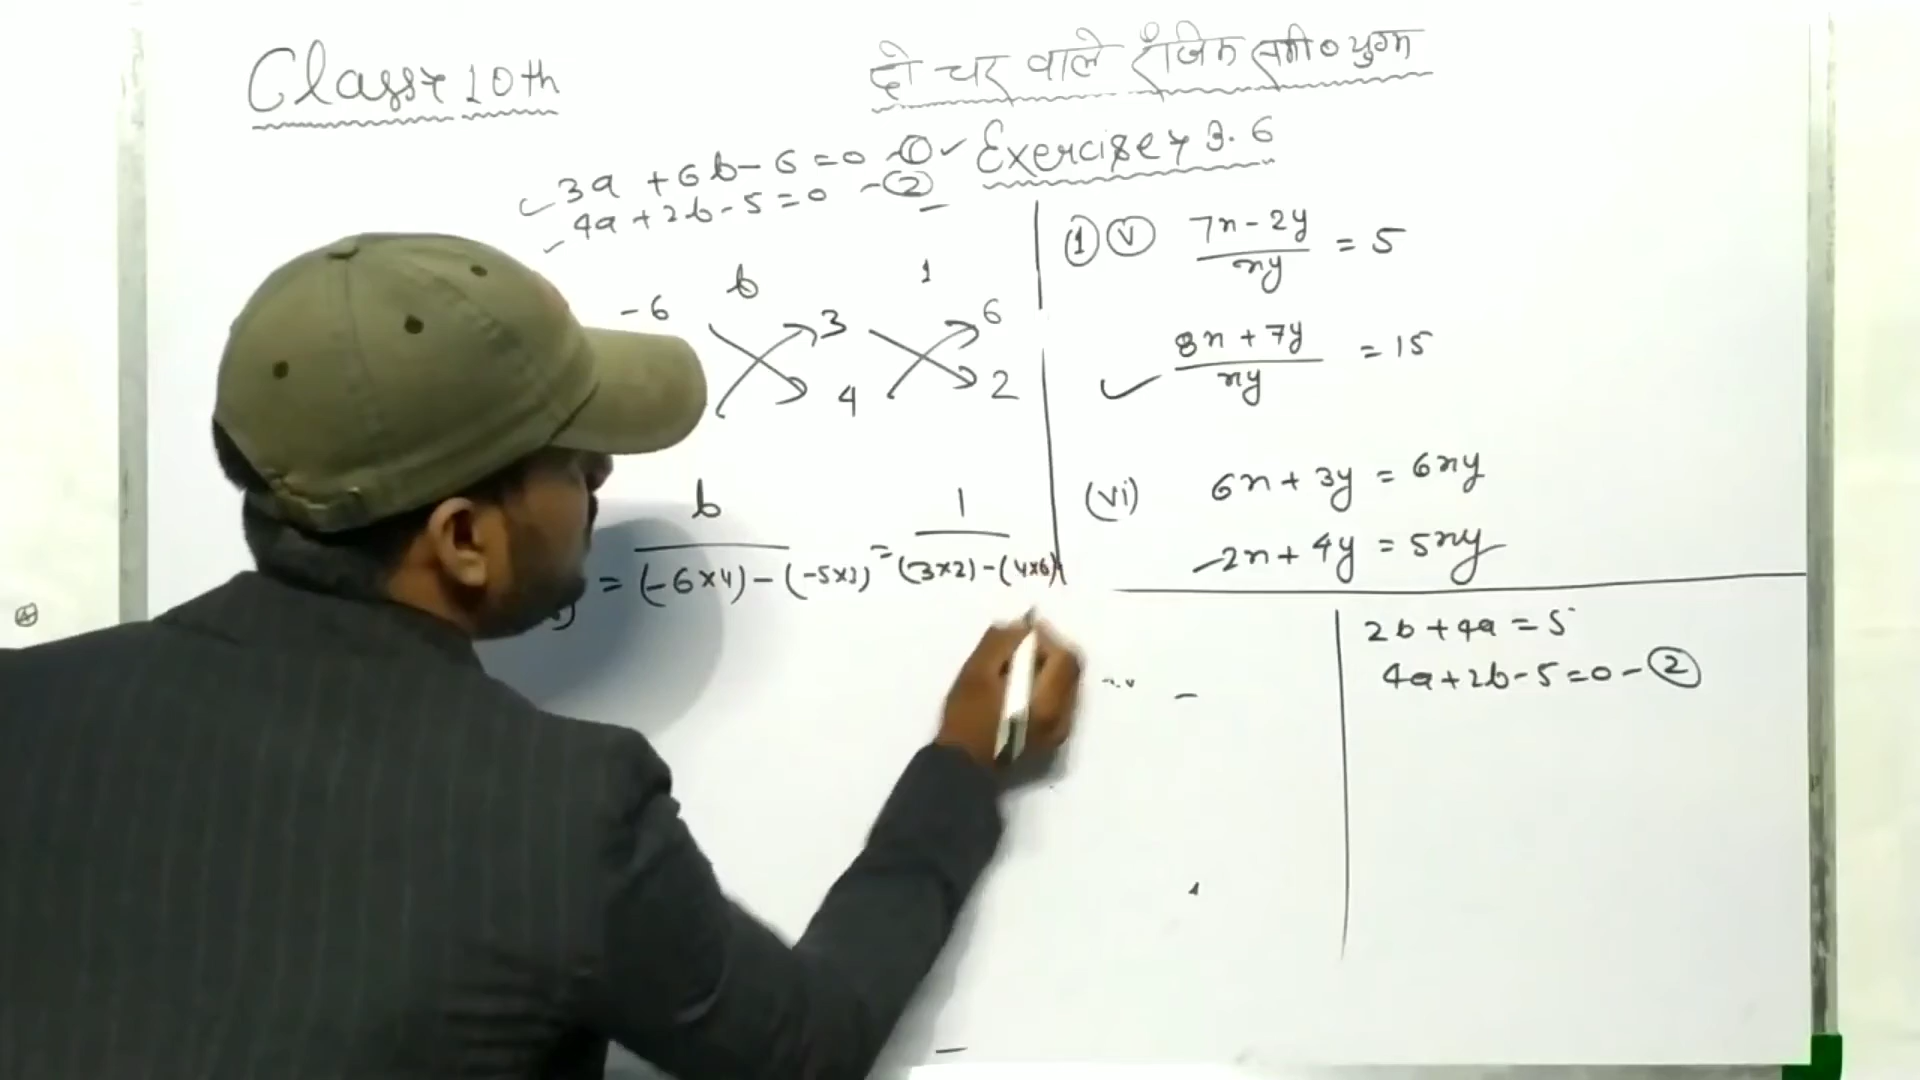 Class 10th
दो चर वाले रैखिक समी० युग्म
Exercise 3.6
3a + 6b - 6 = 0 - ①
4a + 2b - 5 = 0 - ②
b 1
-6 3 6
4 2
b/((-6×4) - (-5×3)) = 1/((3×2) - (4×6))
① ⓥ (7x - 2y)/xy = 5
(8x + 7y)/xy = 15
(vi) 6x + 3y = 6xy
2x + 4y = 5xy
2b + 4a = 5
4a + 2b - 5 = 0 - ②